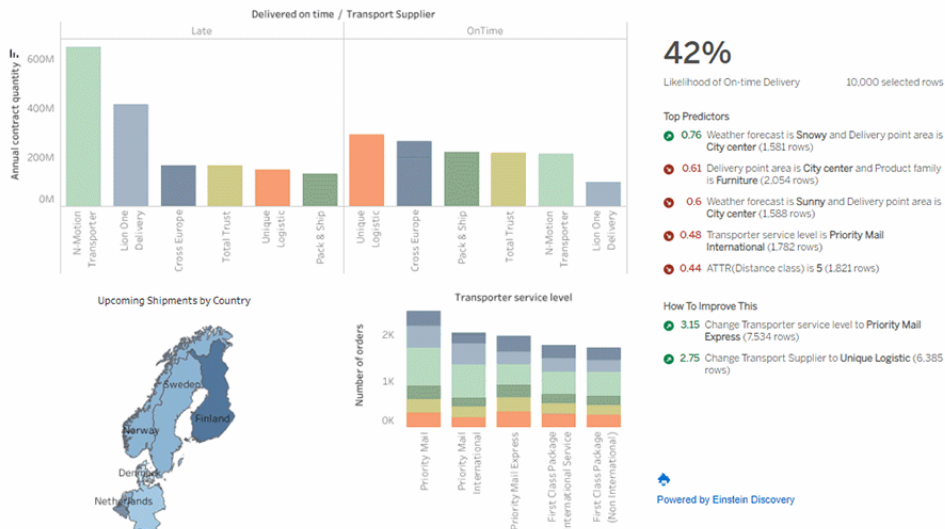 Delivered on time / Transport Supplier
Late
OnTime
Annual contract quantity
600M
400M
200M
0M
N-Motion
Transporter
Lion One
Delivery
Cross Europe
Total Trust
Unique
Logistic
Pack & Ship
Unique
Logistic
Cross Europe
Pack & Ship
Total Trust
N-Motion
Transporter
Lion One
Delivery
Upcoming Shipments by Country
Sweden
Finland
Norway
Denmark
Netherlands
Transporter service level
Number of orders
2K
1K
0K
Priority Mail
Priority Mail
International
Priority Mail Express
First Class Package
International Service
First Class Package
(Non International)
42%
Likelihood of On-time Delivery
10,000 selected rows
Top Predictors
0.76 Weather forecast is Snowy and Delivery point area is
City center (1,581 rows)
0.61 Delivery point area is City center and Product family
is Furniture (2,054 rows)
0.6 Weather forecast is Sunny and Delivery point area is
City center (1,588 rows)
0.48 Transporter service level is Priority Mail
International (1,782 rows)
0.44 ATTR(Distance class) is 5 (1,821 rows)
How To Improve This
3.15 Change Transporter service level to Priority Mail
Express (7,534 rows)
2.75 Change Transport Supplier to Unique Logistic (6,385
rows)
Powered by Einstein Discovery